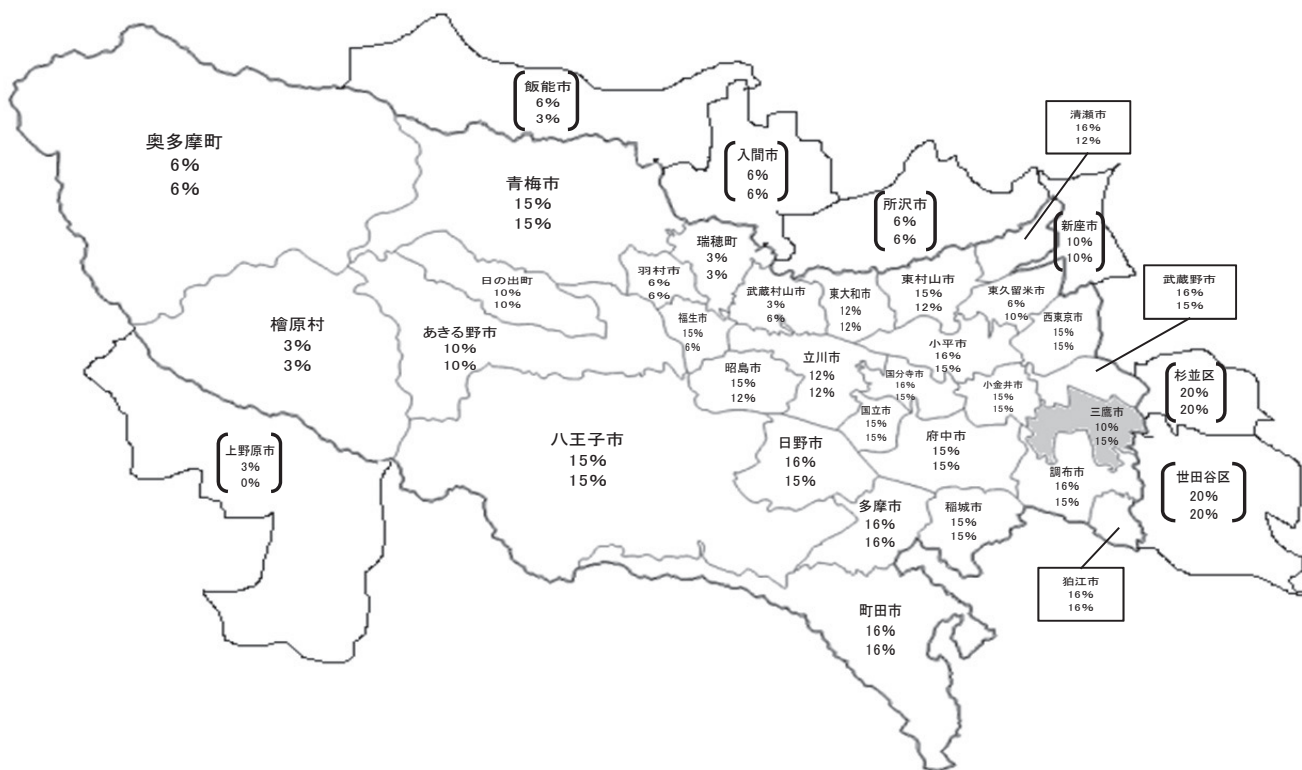 飯能市
6%
3%
清瀬市
16%
12%
奥多摩町
6%
6%
入間市
6%
6%
青梅市
15%
15%
所沢市
6%
6%
新座市
10%
10%
瑞穂町
3%
3%
羽村市
6%
6%
日の出町
10%
10%
武蔵村山市
3%
6%
東大和市
12%
12%
東村山市
15%
12%
東久留米市
6%
10%
武蔵野市
16%
15%
西東京市
15%
15%
檜原村
3%
3%
あきる野市
10%
10%
福生市
15%
6%
小平市
16%
15%
昭島市
15%
12%
立川市
12%
12%
国分寺市
16%
15%
小金井市
15%
15%
杉並区
20%
20%
国立市
15%
15%
三鷹市
10%
15%
八王子市
15%
15%
日野市
16%
15%
府中市
15%
15%
上野原市
3%
0%
調布市
16%
15%
世田谷区
20%
20%
多摩市
16%
16%
稲城市
15%
15%
狛江市
16%
16%
町田市
16%
16%